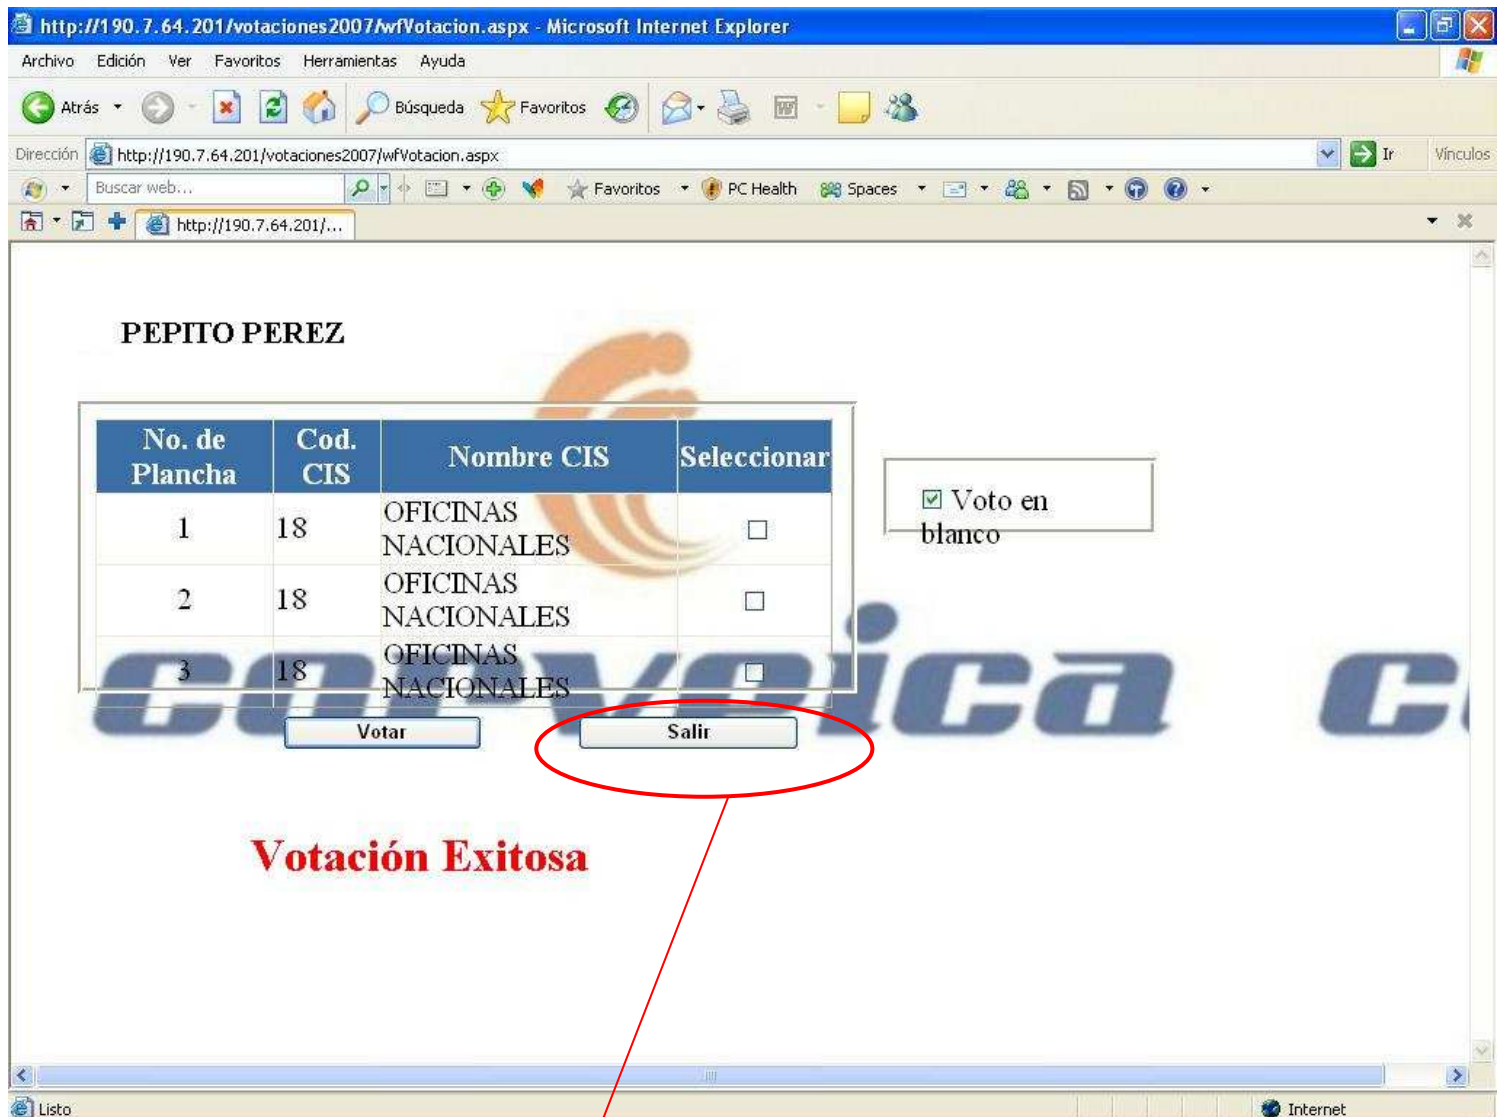 http://190.7.64.201/votaciones2007/wfVotacion.aspx - Microsoft Internet Explorer
Archivo Edición Ver Favoritos Herramientas Ayuda
Atrás Búsqueda Favoritos
Dirección http://190.7.64.201/votaciones2007/wfVotacion.aspx Ir Vínculos
Buscar web... Favoritos PC Health Spaces
http://190.7.64.201/...
PEPITO PEREZ
No. de Plancha Cod. CIS Nombre CIS Seleccionar
1 18 OFICINAS NACIONALES
2 18 OFICINAS NACIONALES
3 18 OFICINAS NACIONALES
Voto en
blanco
corveica c
Votar Salir
Votación Exitosa
Listo Internet